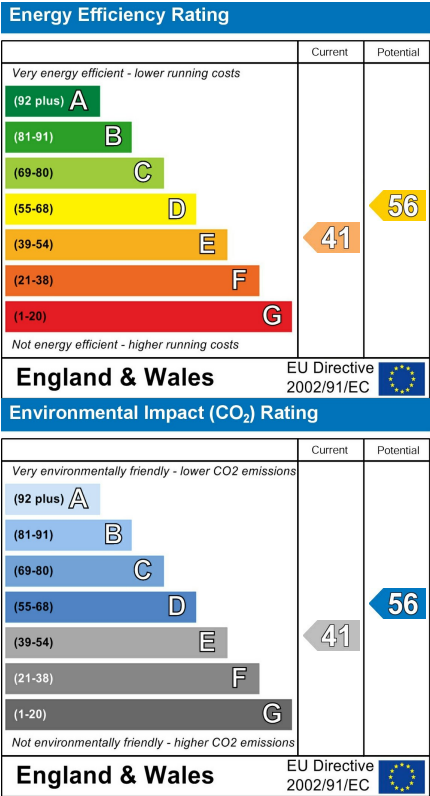 Energy Efficiency Rating
Current Potential
Very energy efficient - lower running costs
(92 plus) A
(81-91) B
(69-80) C
(55-68) D
56
(39-54) E
41
(21-38) F
(1-20) G
Not energy efficient - higher running costs
England & Wales
EU Directive
2002/91/EC
Environmental Impact (CO₂) Rating
Current Potential
Very environmentally friendly - lower CO2 emissions
(92 plus) A
(81-91) B
(69-80) C
(55-68) D
56
(39-54) E
41
(21-38) F
(1-20) G
Not environmentally friendly - higher CO2 emissions
England & Wales
EU Directive
2002/91/EC